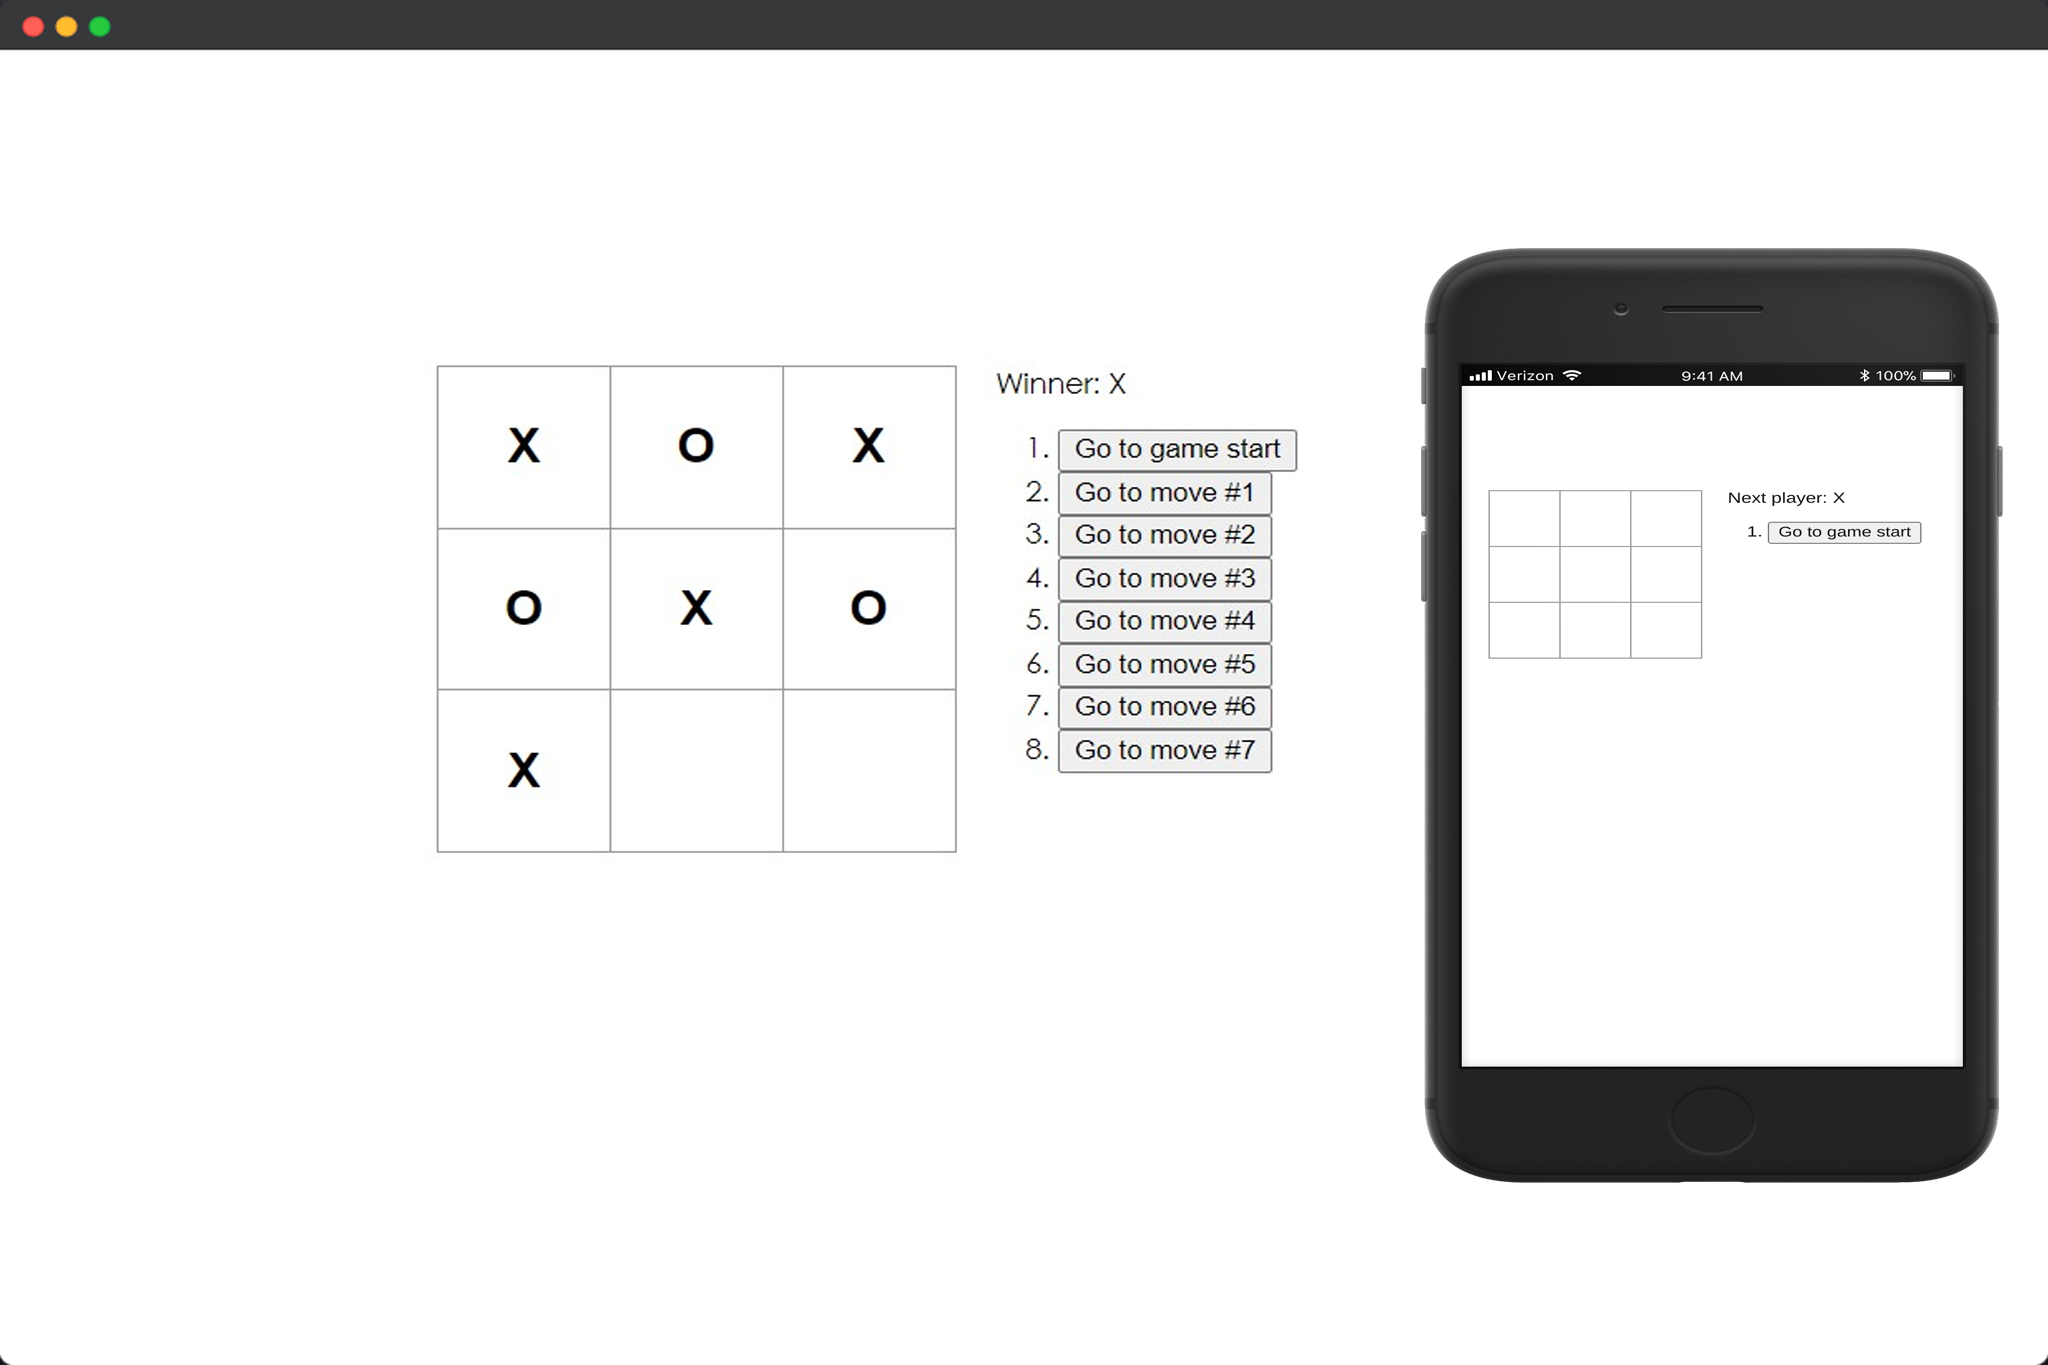 X O X
O X O
X
Winner: X
1. Go to game start
2. Go to move #1
3. Go to move #2
4. Go to move #3
5. Go to move #4
6. Go to move #5
7. Go to move #6
8. Go to move #7
Verizon 9:41 AM 100%
Next player: X
1. Go to game start